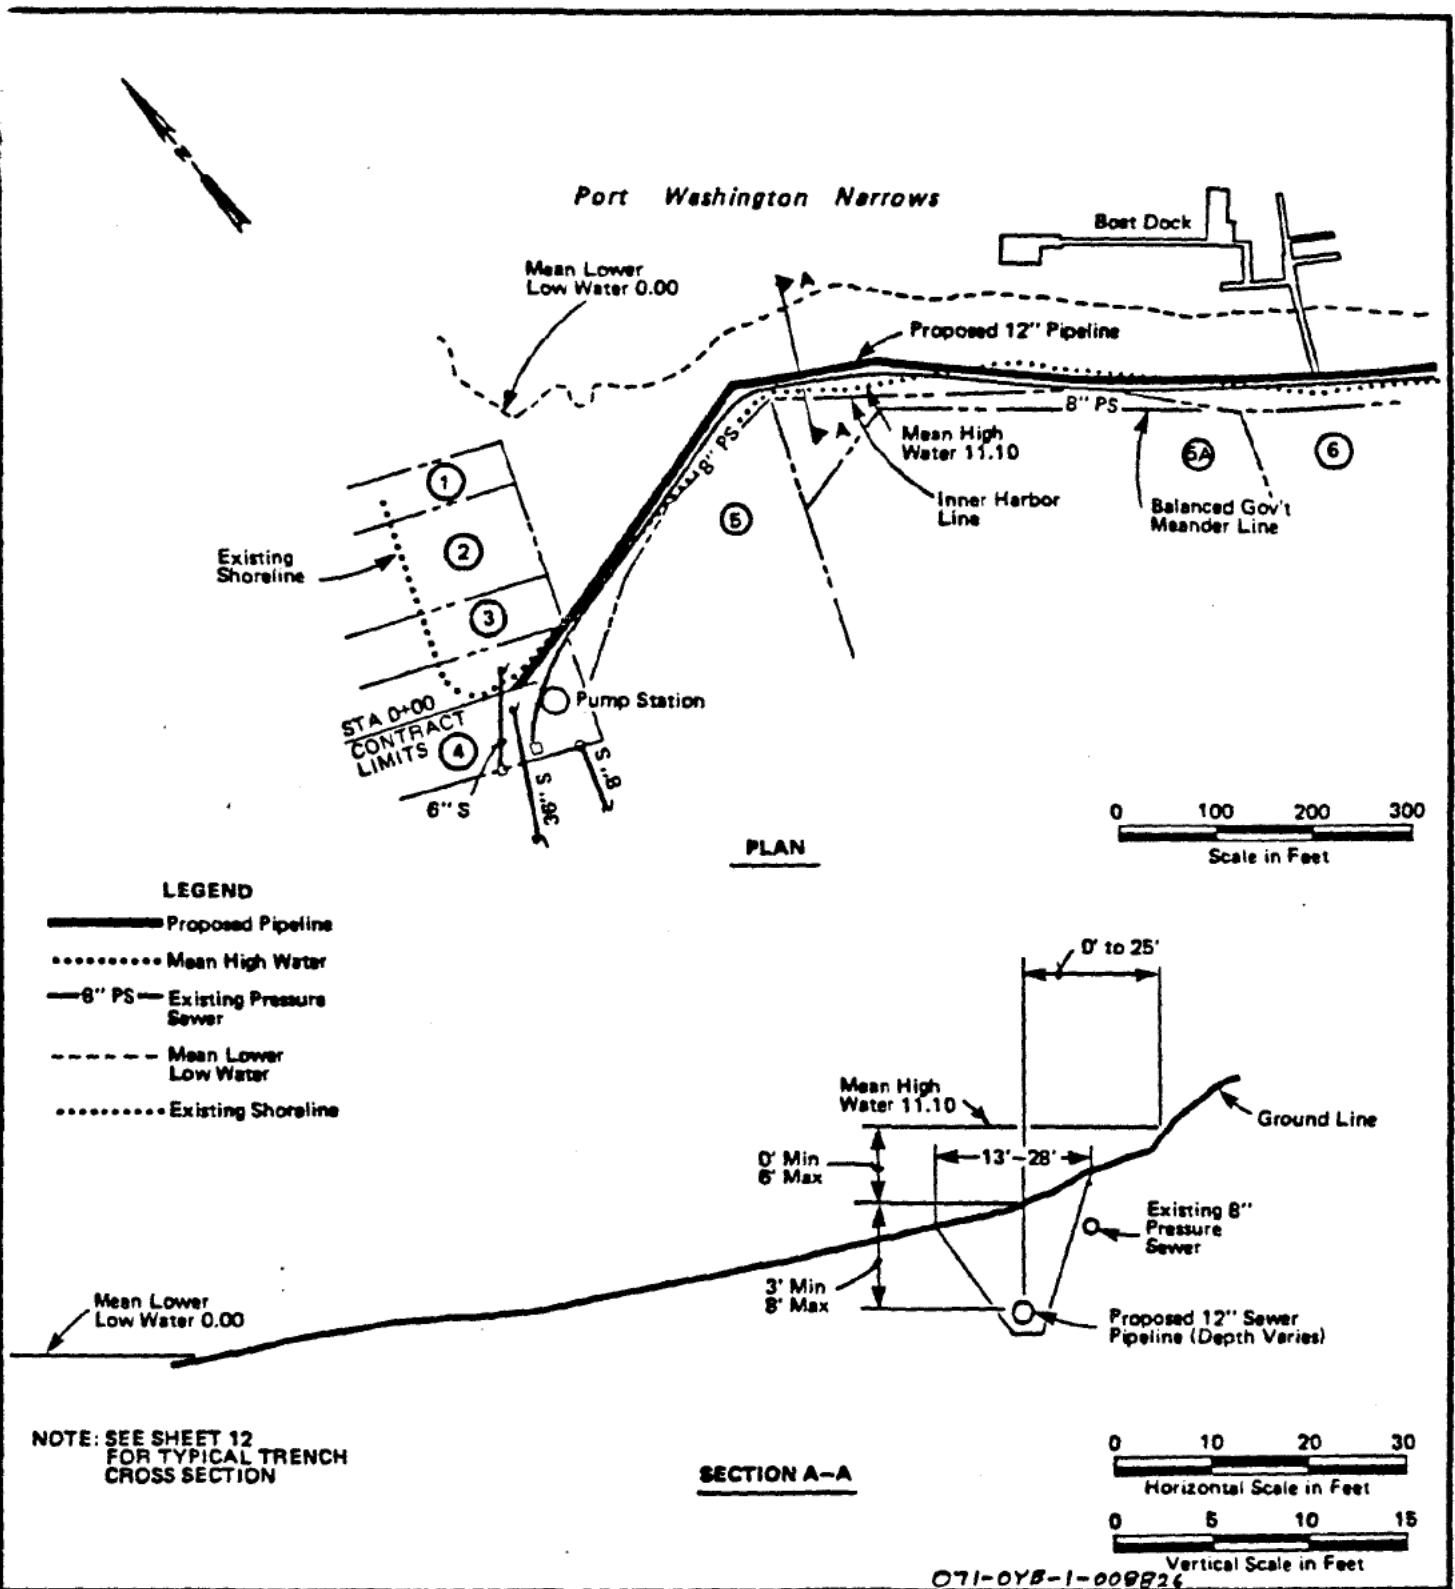 N
Port Washington Narrows
Boat Dock
Mean Lower
Low Water 0.00
A
Proposed 12" Pipeline
8" PS
A
Mean High
Water 11.10
8" PS
5A
6
1
Inner Harbor
Line
Balanced Gov't
Meander Line
5
2
Existing
Shoreline
3
Pump Station
STA 0+00
CONTRACT
LIMITS
4
6" S
36" S
8" S
0 100 200 300
Scale in Feet
PLAN
LEGEND
Proposed Pipeline
Mean High Water
8" PS Existing Pressure
Sewer
Mean Lower
Low Water
Existing Shoreline
0' to 25'
Mean High
Water 11.10
Ground Line
13'-28'
0' Min
6' Max
Existing 8"
Pressure
Sewer
3' Min
8' Max
Mean Lower
Low Water 0.00
Proposed 12" Sewer
Pipeline (Depth Varies)
NOTE: SEE SHEET 12
FOR TYPICAL TRENCH
CROSS SECTION
SECTION A-A
0 10 20 30
Horizontal Scale in Feet
0 5 10 15
Vertical Scale in Feet
071-OYB-1-008826